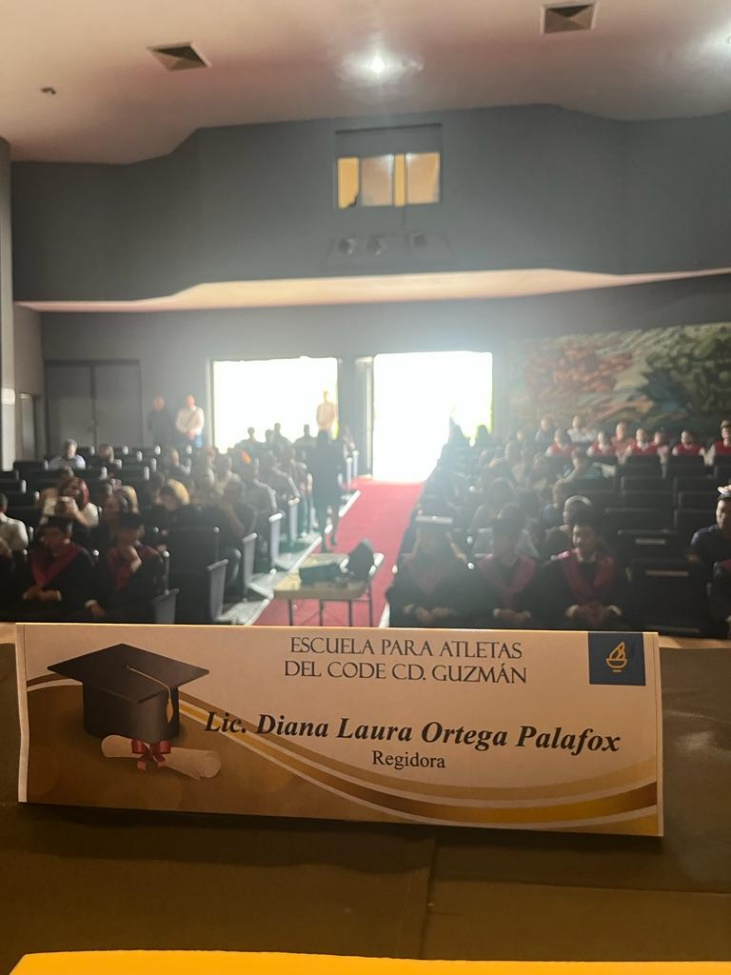 ESCUELA PARA ATLETAS
DEL CODE CD. GUZMÁN
Lic. Diana Laura Ortega Palafox
Regidora